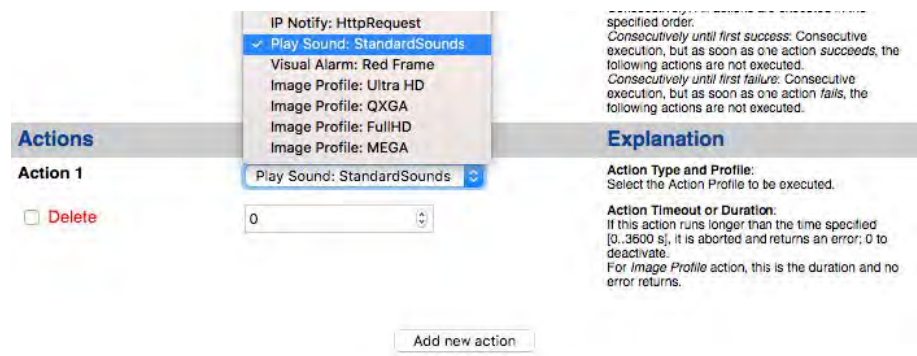 IP Notify: HttpRequest
✓ Play Sound: StandardSounds
Visual Alarm: Red Frame
Image Profile: Ultra HD
Image Profile: QXGA
Image Profile: FullHD
Image Profile: MEGA
specified order.
Consecutively until first success: Consecutive
execution, but as soon as one action succeeds, the
following actions are not executed.
Consecutively until first failure: Consecutive
execution, but as soon as one action fails, the
following actions are not executed.
Actions
Explanation
Action 1
Play Sound: StandardSounds
Action Type and Profile:
Select the Action Profile to be executed.
Delete
0
Action Timeout or Duration:
If this action runs longer than the time specified
[0..3600 s], it is aborted and returns an error; 0 to
deactivate.
For Image Profile action, this is the duration and no
error returns.
Add new action